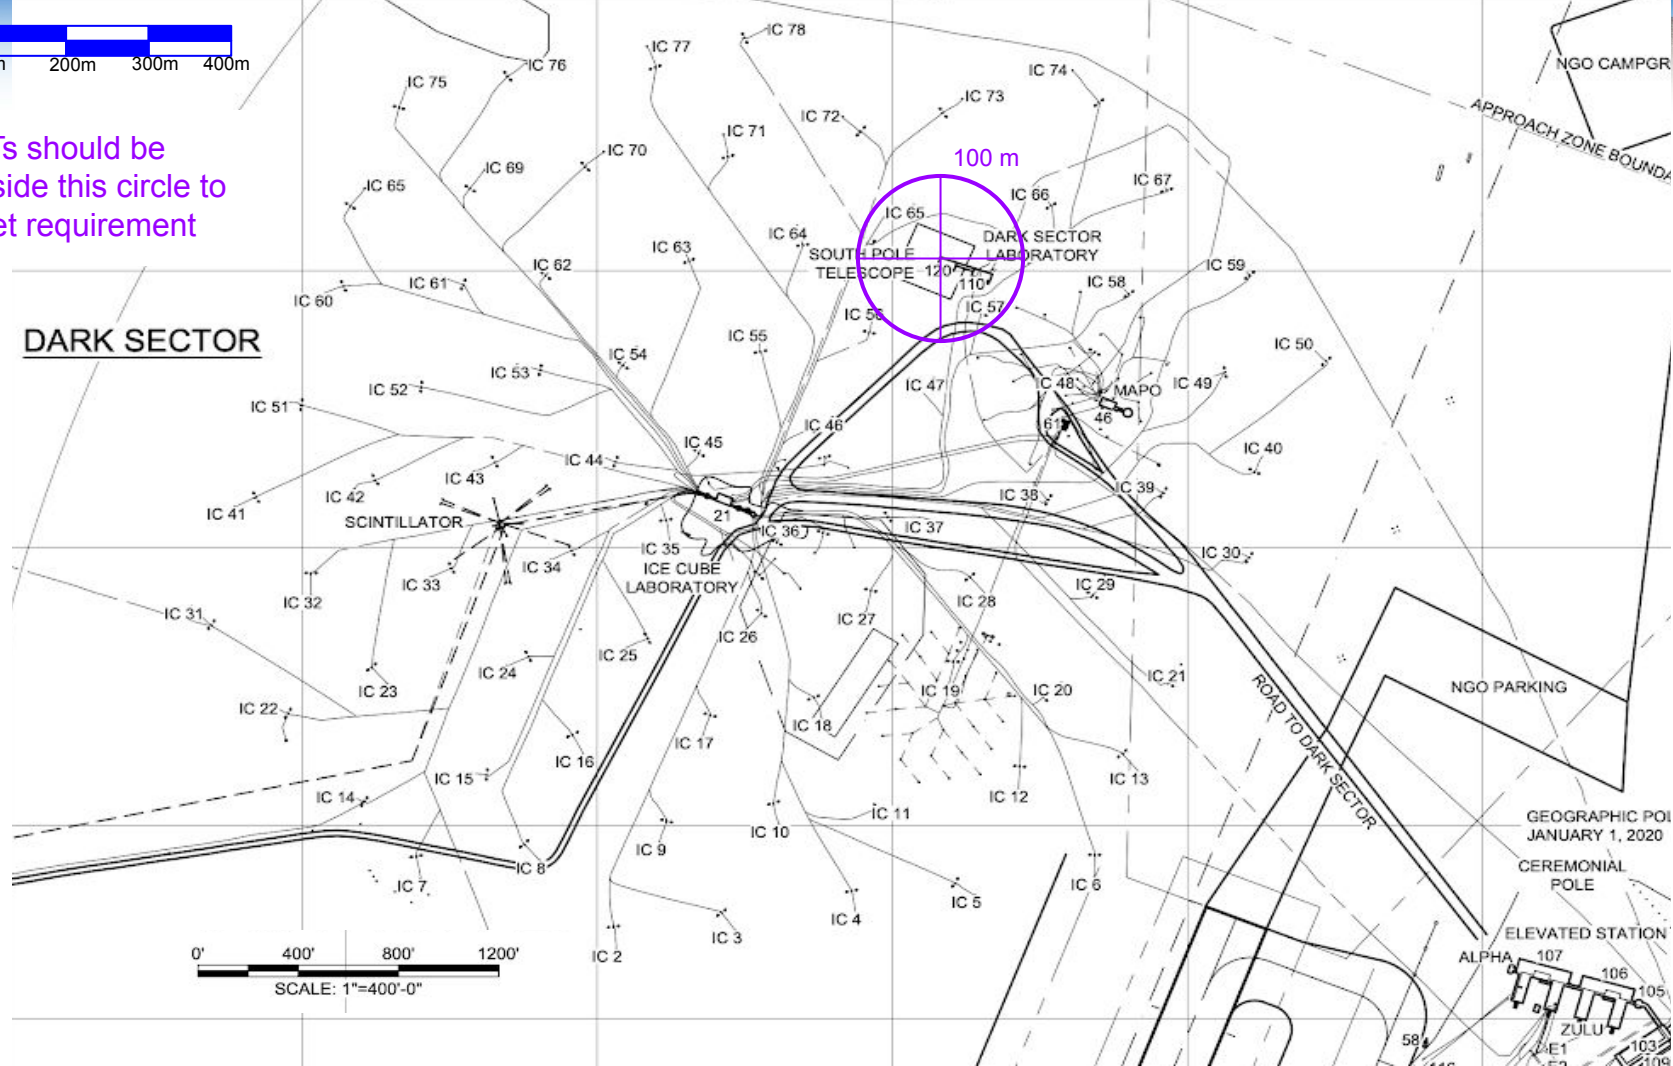 200m
300m
400m
Ts should be
side this circle to
et requirement
100 m
DARK SECTOR
IC 78
IC 77
IC 76
IC 75
IC 74
IC 73
IC 72
IC 71
IC 70
IC 69
IC 65
IC 67
IC 66
IC 65
IC 64
IC 63
IC 62
IC 61
IC 60
IC 59
IC 58
IC 57
IC 56
IC 55
IC 54
IC 53
IC 52
IC 51
IC 50
IC 49
IC 48
IC 47
IC 46
IC 45
IC 44
IC 43
IC 42
IC 41
IC 40
IC 39
IC 38
IC 37
IC 36
IC 35
IC 34
IC 33
IC 32
IC 31
IC 30
IC 29
IC 28
IC 27
IC 26
IC 25
IC 24
IC 23
IC 22
IC 21
IC 20
IC 19
IC 18
IC 17
IC 16
IC 15
IC 14
IC 13
IC 12
IC 11
IC 10
IC 9
IC 8
IC 7
IC 6
IC 5
IC 4
IC 3
IC 2
SOUTH POLE
TELESCOPE
DARK SECTOR
LABORATORY
120
110
MAPO
46
61
SCINTILLATOR
21
ICE CUBE
LABORATORY
NGO CAMPGR
APPROACH ZONE BOUNDA
NGO PARKING
ROAD TO DARK SECTOR
GEOGRAPHIC POL
JANUARY 1, 2020
CEREMONIAL
POLE
ELEVATED STATION
ALPHA
107
106
105
ZULU
103
109
58
E1
0' 400' 800' 1200'
SCALE: 1"=400'-0"